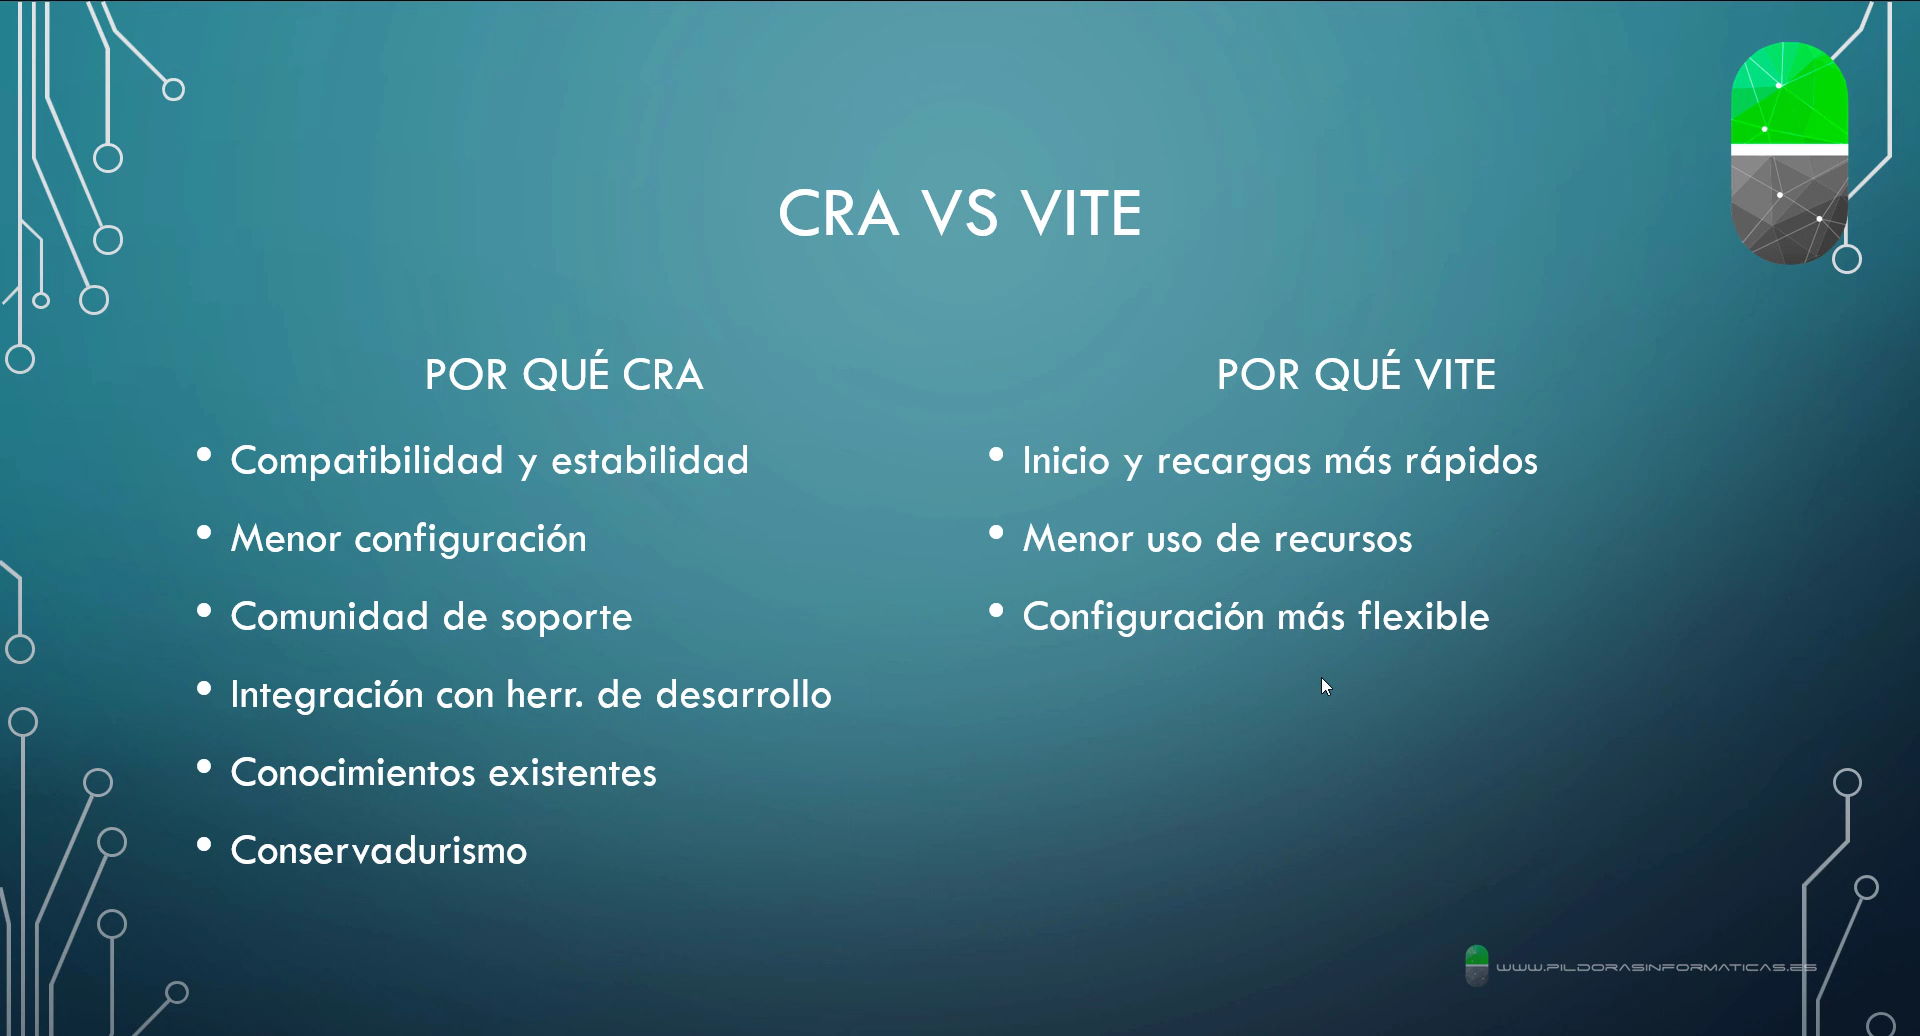 CRA VS VITE
POR QUÉ CRA
• Compatibilidad y estabilidad
• Menor configuración
• Comunidad de soporte
• Integración con herr. de desarrollo
• Conocimientos existentes
• Conservadurismo
POR QUÉ VITE
• Inicio y recargas más rápidos
• Menor uso de recursos
• Configuración más flexible
WWW.PILDORASINFORMATICAS.ES